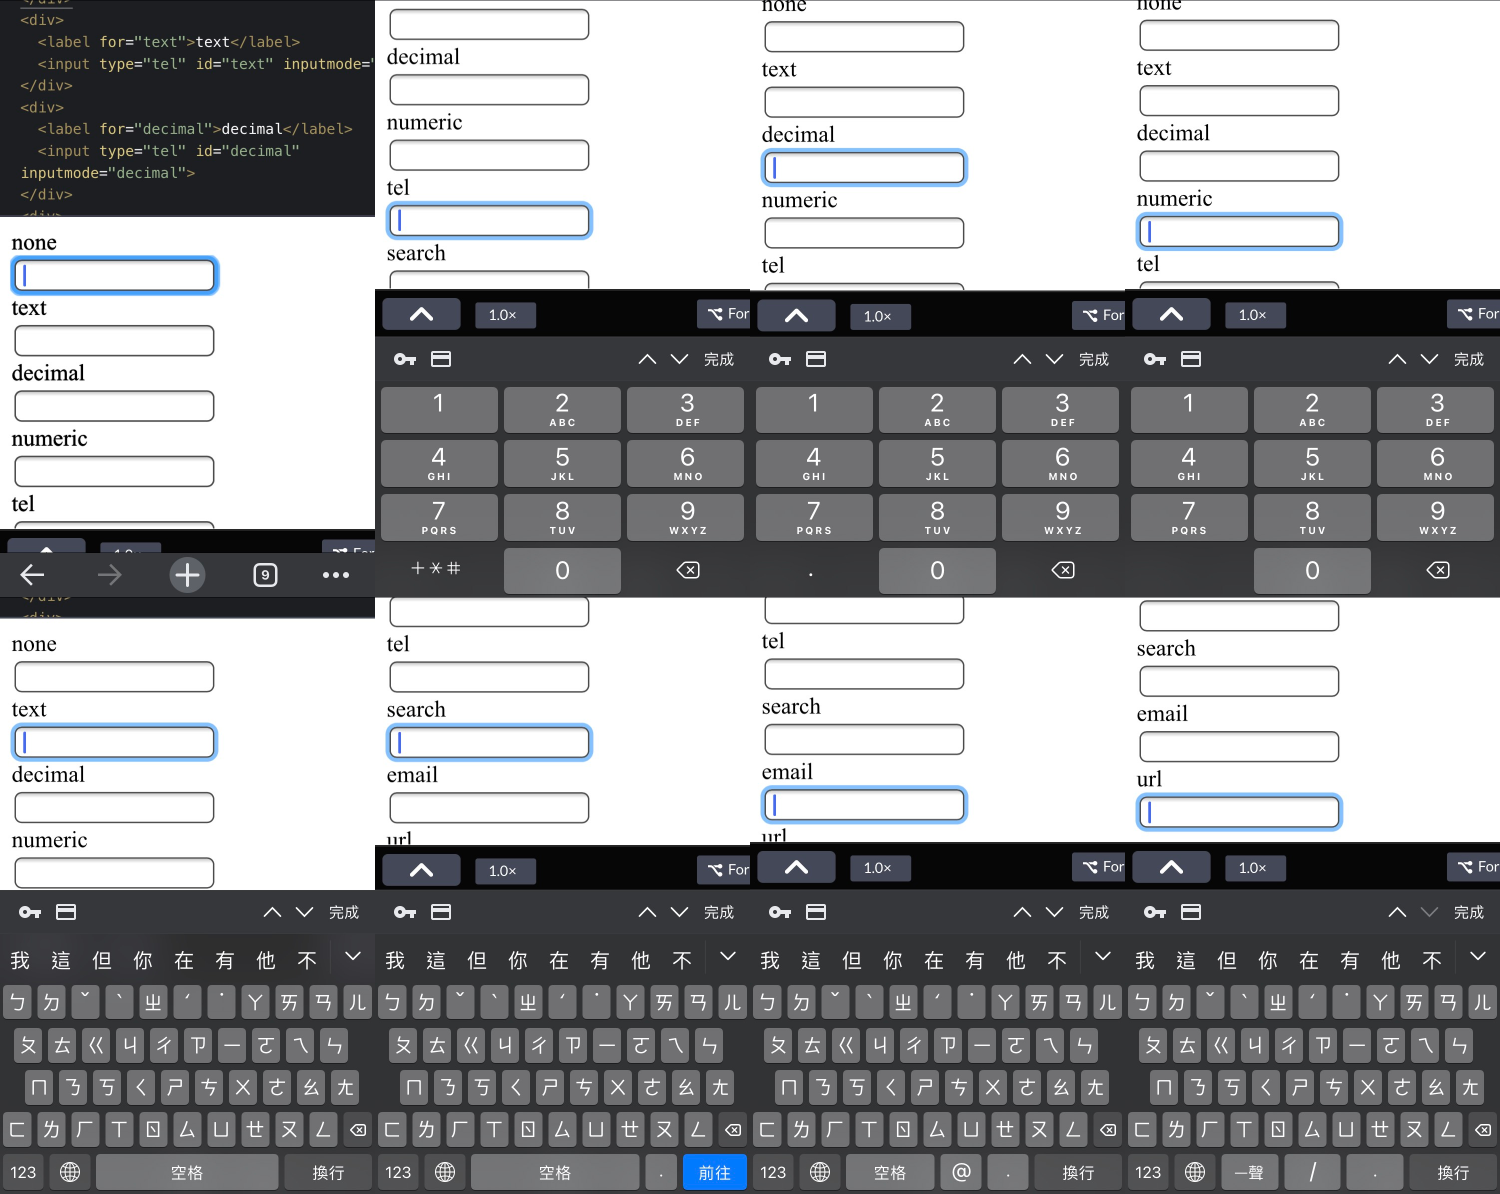 </div>
<div>
<label for="text">text</label>
<input type="tel" id="text" inputmode="
</div>
<div>
<label for="decimal">decimal</label>
<input type="tel" id="decimal"
inputmode="decimal">
</div>
<div>
none
text
decimal
numeric
tel
1.0×
For
9
decimal
numeric
tel
search
1.0×
For
完成
1
2 ABC
3 DEF
4 GHI
5 JKL
6 MNO
7 PQRS
8 TUV
9 WXYZ
+*#
0
none
text
decimal
numeric
tel
1.0×
For
完成
1
2 ABC
3 DEF
4 GHI
5 JKL
6 MNO
7 PQRS
8 TUV
9 WXYZ
.
0
none
text
decimal
numeric
tel
1.0×
For
完成
1
2 ABC
3 DEF
4 GHI
5 JKL
6 MNO
7 PQRS
8 TUV
9 WXYZ
0
</div>
<div>
none
text
decimal
numeric
完成
我 這 但 你 在 有 他 不
ㄅ ㄉ ˇ ˋ ㄓ ˊ ˙ ㄚ ㄞ ㄢ ㄦ
ㄆ ㄊ ㄍ ㄐ ㄔ ㄗ ㄧ ㄛ ㄟ ㄣ
ㄇ ㄋ ㄎ ㄑ ㄕ ㄘ ㄨ ㄜ ㄠ ㄤ
ㄈ ㄌ ㄏ ㄒ ㄖ ㄙ ㄩ ㄝ ㄡ ㄥ
123 空格 換行
tel
search
email
url
1.0×
For
完成
我 這 但 你 在 有 他 不
ㄅ ㄉ ˇ ˋ ㄓ ˊ ˙ ㄚ ㄞ ㄢ ㄦ
ㄆ ㄊ ㄍ ㄐ ㄔ ㄗ ㄧ ㄛ ㄟ ㄣ
ㄇ ㄋ ㄎ ㄑ ㄕ ㄘ ㄨ ㄜ ㄠ ㄤ
ㄈ ㄌ ㄏ ㄒ ㄖ ㄙ ㄩ ㄝ ㄡ ㄥ
123 空格 . 前往
tel
search
email
url
1.0×
For
完成
我 這 但 你 在 有 他 不
ㄅ ㄉ ˇ ˋ ㄓ ˊ ˙ ㄚ ㄞ ㄢ ㄦ
ㄆ ㄊ ㄍ ㄐ ㄔ ㄗ ㄧ ㄛ ㄟ ㄣ
ㄇ ㄋ ㄎ ㄑ ㄕ ㄘ ㄨ ㄜ ㄠ ㄤ
ㄈ ㄌ ㄏ ㄒ ㄖ ㄙ ㄩ ㄝ ㄡ ㄥ
123 空格 @ . 換行
search
email
url
1.0×
For
完成
我 這 但 你 在 有 他 不
ㄅ ㄉ ˇ ˋ ㄓ ˊ ˙ ㄚ ㄞ ㄢ ㄦ
ㄆ ㄊ ㄍ ㄐ ㄔ ㄗ ㄧ ㄛ ㄟ ㄣ
ㄇ ㄋ ㄎ ㄑ ㄕ ㄘ ㄨ ㄜ ㄠ ㄤ
ㄈ ㄌ ㄏ ㄒ ㄖ ㄙ ㄩ ㄝ ㄡ ㄥ
123 一聲 / . 換行